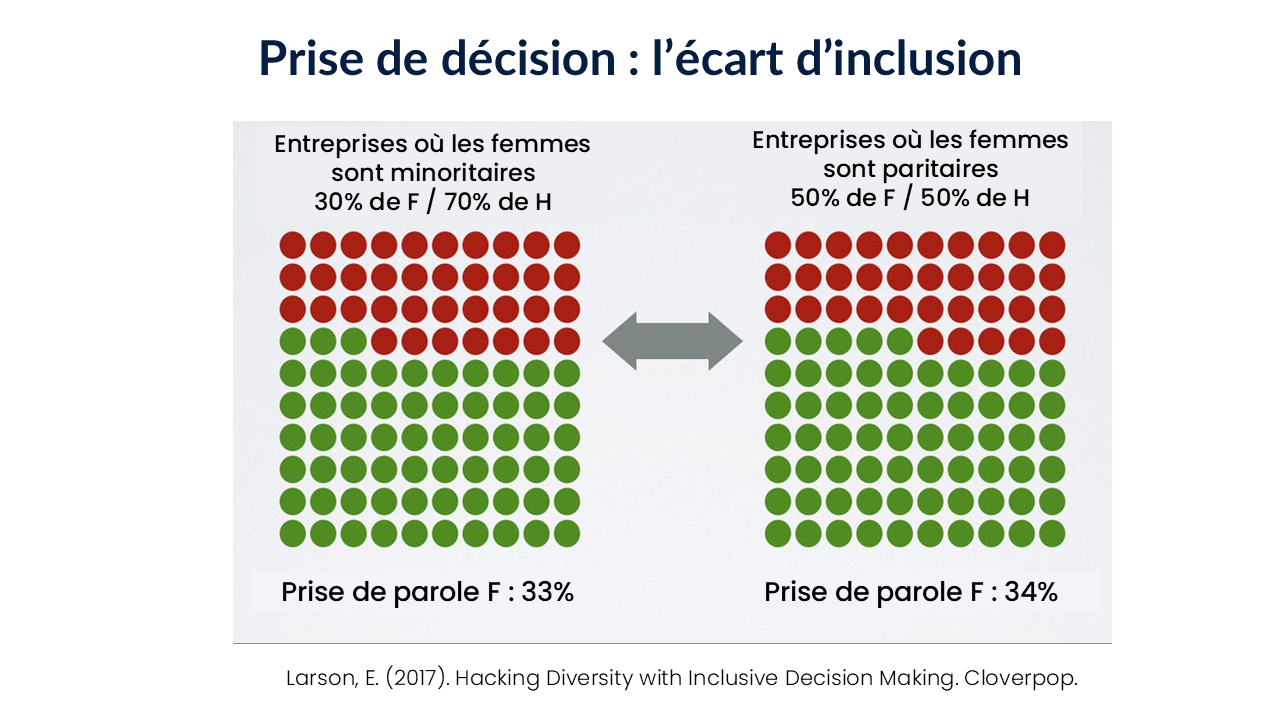 Prise de décision : l’écart d’inclusion
Entreprises où les femmes
sont minoritaires
30% de F / 70% de H
Entreprises où les femmes
sont paritaires
50% de F / 50% de H
Prise de parole F : 33%
Prise de parole F : 34%
Larson, E. (2017). Hacking Diversity with Inclusive Decision Making. Cloverpop.